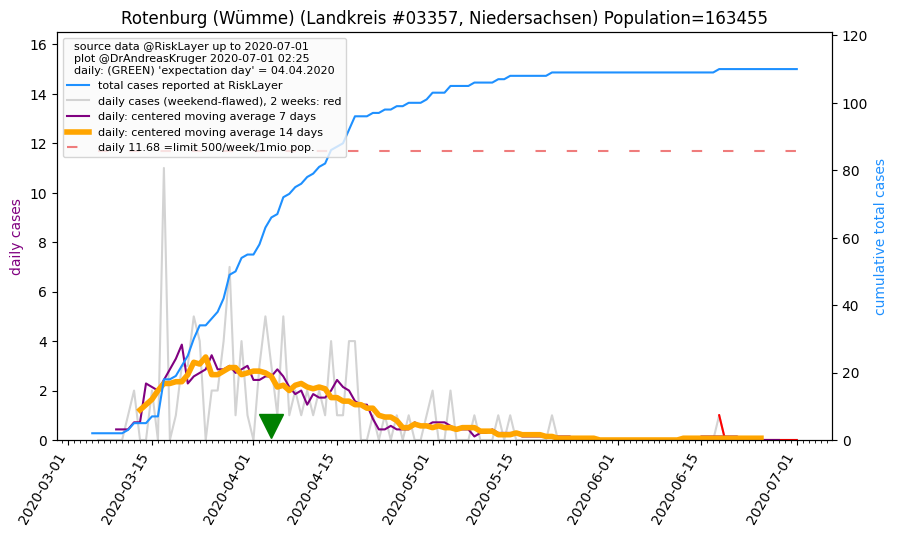 Rotenburg (Wümme) (Landkreis #03357, Niedersachsen) Population=163455
source data @RiskLayer up to 2020-07-01
plot @DrAndreasKruger 2020-07-01 02:25
daily: (GREEN) 'expectation day' = 04.04.2020
total cases reported at RiskLayer
daily cases (weekend-flawed), 2 weeks: red
daily: centered moving average 7 days
daily: centered moving average 14 days
daily 11.68 =limit 500/week/1mio pop.
daily cases
16
14
12
10
8
6
4
2
0
cumulative total cases
120
100
80
60
40
20
0
2020-03-01
2020-03-15
2020-04-01
2020-04-15
2020-05-01
2020-05-15
2020-06-01
2020-06-15
2020-07-01